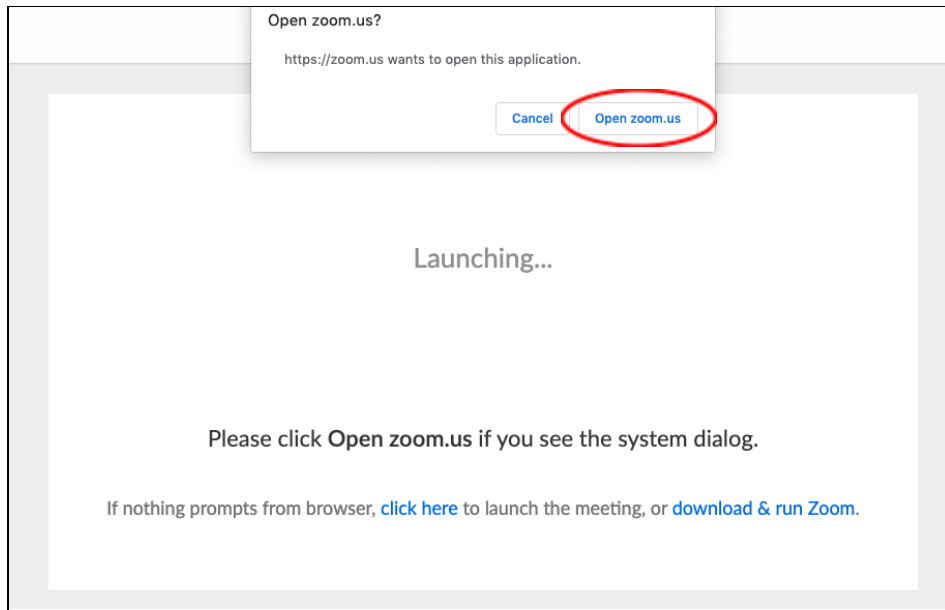 Open zoom.us?
https://zoom.us wants to open this application.
Cancel
Open zoom.us
Launching...
Please click Open zoom.us if you see the system dialog.
If nothing prompts from browser, click here to launch the meeting, or download & run Zoom.